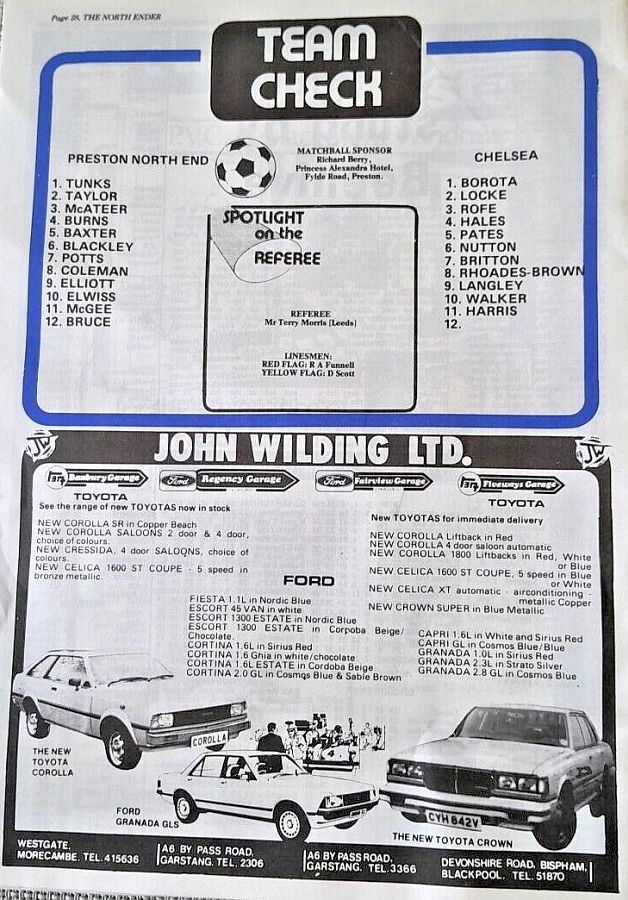 Page 28, THE NORTH ENDER
TEAM
CHECK
PRESTON NORTH END
1. TUNKS
2. TAYLOR
3. McATEER
4. BURNS
5. BAXTER
6. BLACKLEY
7. POTTS
8. COLEMAN
9. ELLIOTT
10. ELWISS
11. McGEE
12. BRUCE
MATCHBALL SPONSOR
Richard Berry,
Princess Alexandra Hotel,
Fylde Road, Preston.
SPOTLIGHT
on the
REFEREE
REFEREE
Mr Terry Morris (Leeds)
LINESMEN:
RED FLAG: R A Funnell
YELLOW FLAG: D Scott
CHELSEA
1. BOROTA
2. LOCKE
3. ROFE
4. HALES
5. PATES
6. NUTTON
7. BRITTON
8. RHOADES-BROWN
9. LANGLEY
10. WALKER
11. HARRIS
12.
JW
JOHN WILDING LTD.
JW
Banbury Garage
Ford Regency Garage
Ford Fairview Garage
Fiveways Garage
TOYOTA
See the range of new TOYOTAS now in stock
NEW COROLLA SR in Copper Beach
NEW COROLLA SALOONS 2 door & 4 door,
choice of colours.
NEW CRESSIDA, 4 door SALOONS, choice of
colours.
NEW CELICA 1600 ST COUPE - 5 speed in
bronze metallic.
TOYOTA
New TOYOTAS for immediate delivery
NEW COROLLA Liftback in Red
NEW COROLLA 4 door saloon automatic
NEW COROLLA 1800 Liftbacks in Red, White
or Blue
NEW CELICA 1600 ST COUPE, 5 speed in Blue
or White
NEW CELICA XT automatic - airconditioning -
metallic Copper
NEW CROWN SUPER in Blue Metallic
FORD
FIESTA 1.1L in Nordic Blue
ESCORT 45 VAN in white
ESCORT 1300 ESTATE in Nordic Blue
ESCORT 1300 ESTATE in Corpoba Beige/
Chocolate.
CORTINA 1.6L in Sirius Red
CORTINA 1.6 Ghia in white/chocolate
CORTINA 1.6L ESTATE in Cordoba Beige
CORTINA 2.0 GL in Cosmos Blue & Sable Brown
CAPRI 1.6L in White and Sirius Red
CAPRI GL in Cosmos Blue/Blue
GRANADA 1.0L in Sirius Red
GRANADA 2.3L in Strato Silver
GRANADA 2.8 GL in Cosmos Blue
COROLLA
THE NEW
TOYOTA
COROLLA
4
FORD
GRANADA GLS
CYH 842V
THE NEW TOYOTA CROWN
WESTGATE,
MORECAMBE. TEL. 415636
A6 BY PASS ROAD,
GARSTANG. TEL. 2306
A6 BY PASS ROAD,
GARSTANG. TEL. 3366
DEVONSHIRE ROAD, BISPHAM,
BLACKPOOL. TEL. 51870